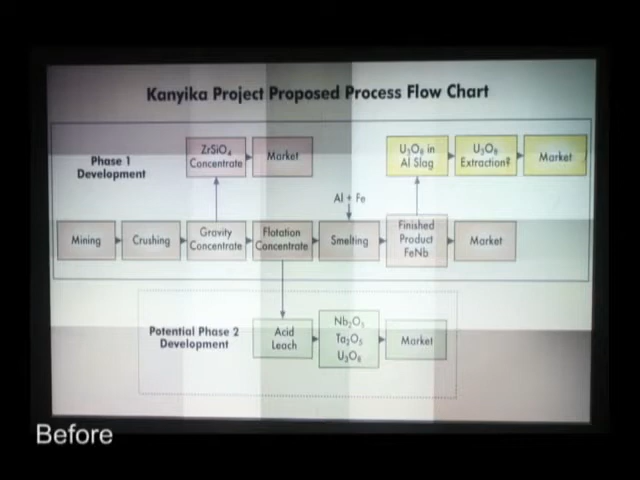 Kanyika Project Proposed Process Flow Chart
Phase 1
Development
ZrSiO₄
Concentrate
Market
U₃O₈ in
Al Slag
U₃O₈
Extraction?
Market
Al + Fe
Mining
Crushing
Gravity
Concentrate
Flotation
Concentrate
Smelting
Finished
Product
FeNb
Market
Potential Phase 2
Development
Acid
Leach
Nb₂O₅
Ta₂O₅
U₃O₈
Market
Before